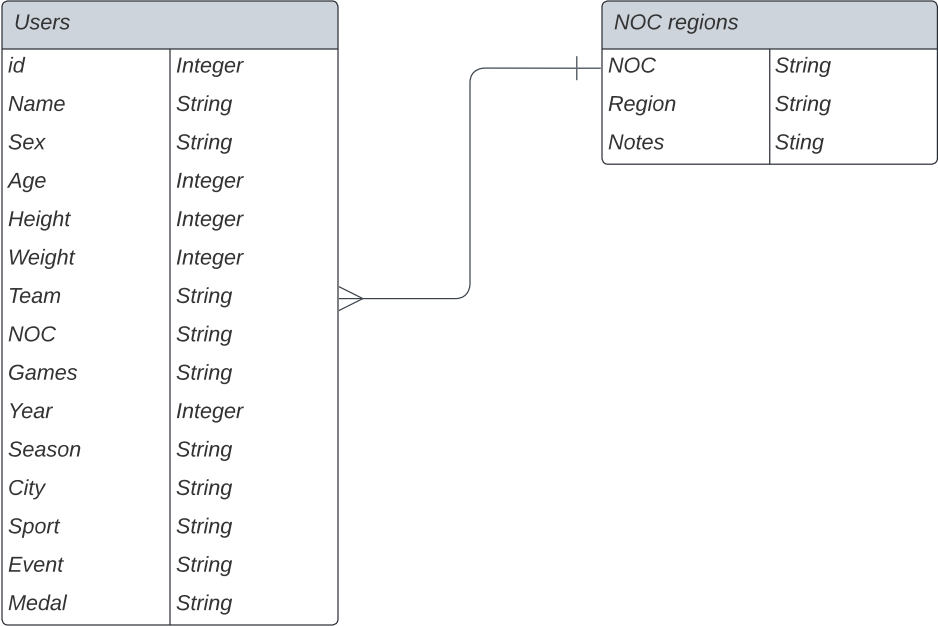 Users
id Integer
Name String
Sex String
Age Integer
Height Integer
Weight Integer
Team String
NOC String
Games String
Year Integer
Season String
City String
Sport String
Event String
Medal String
NOC regions
NOC String
Region String
Notes Sting